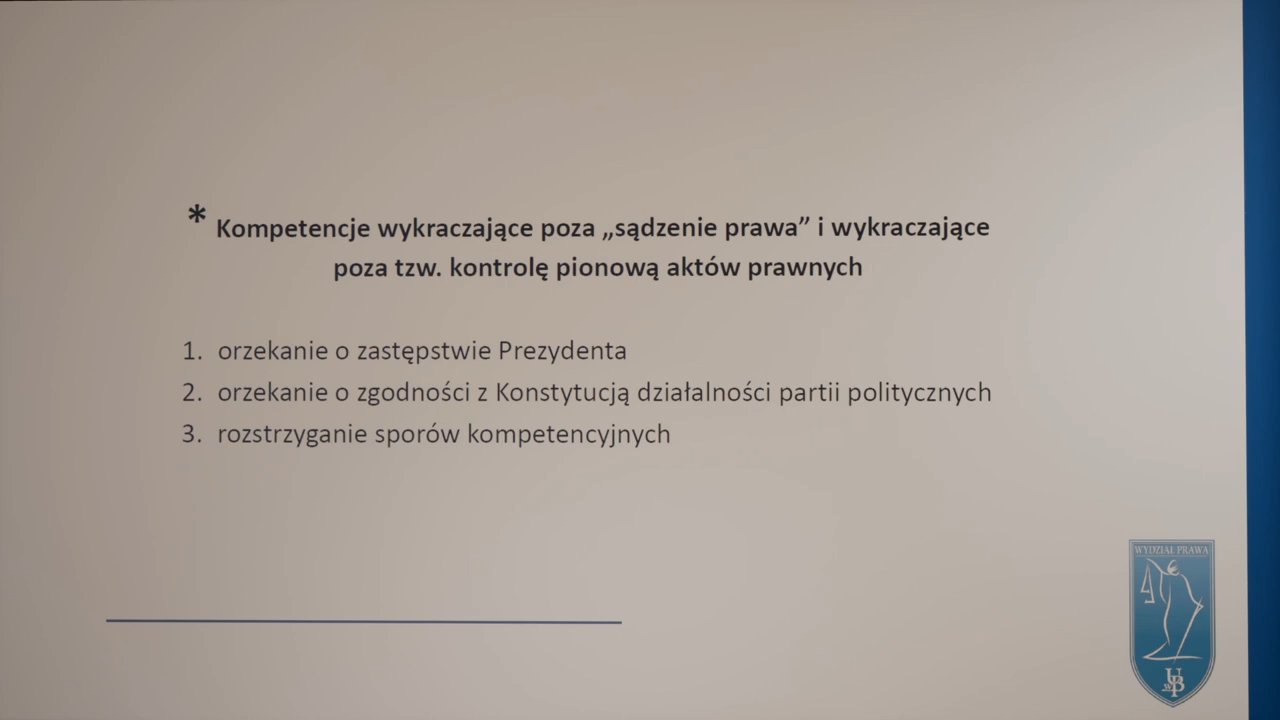 * Kompetencje wykraczające poza „sądzenie prawa” i wykraczające
poza tzw. kontrolę pionową aktów prawnych
1. orzekanie o zastępstwie Prezydenta
2. orzekanie o zgodności z Konstytucją działalności partii politycznych
3. rozstrzyganie sporów kompetencyjnych
WYDZIAŁ PRAWA
UwB